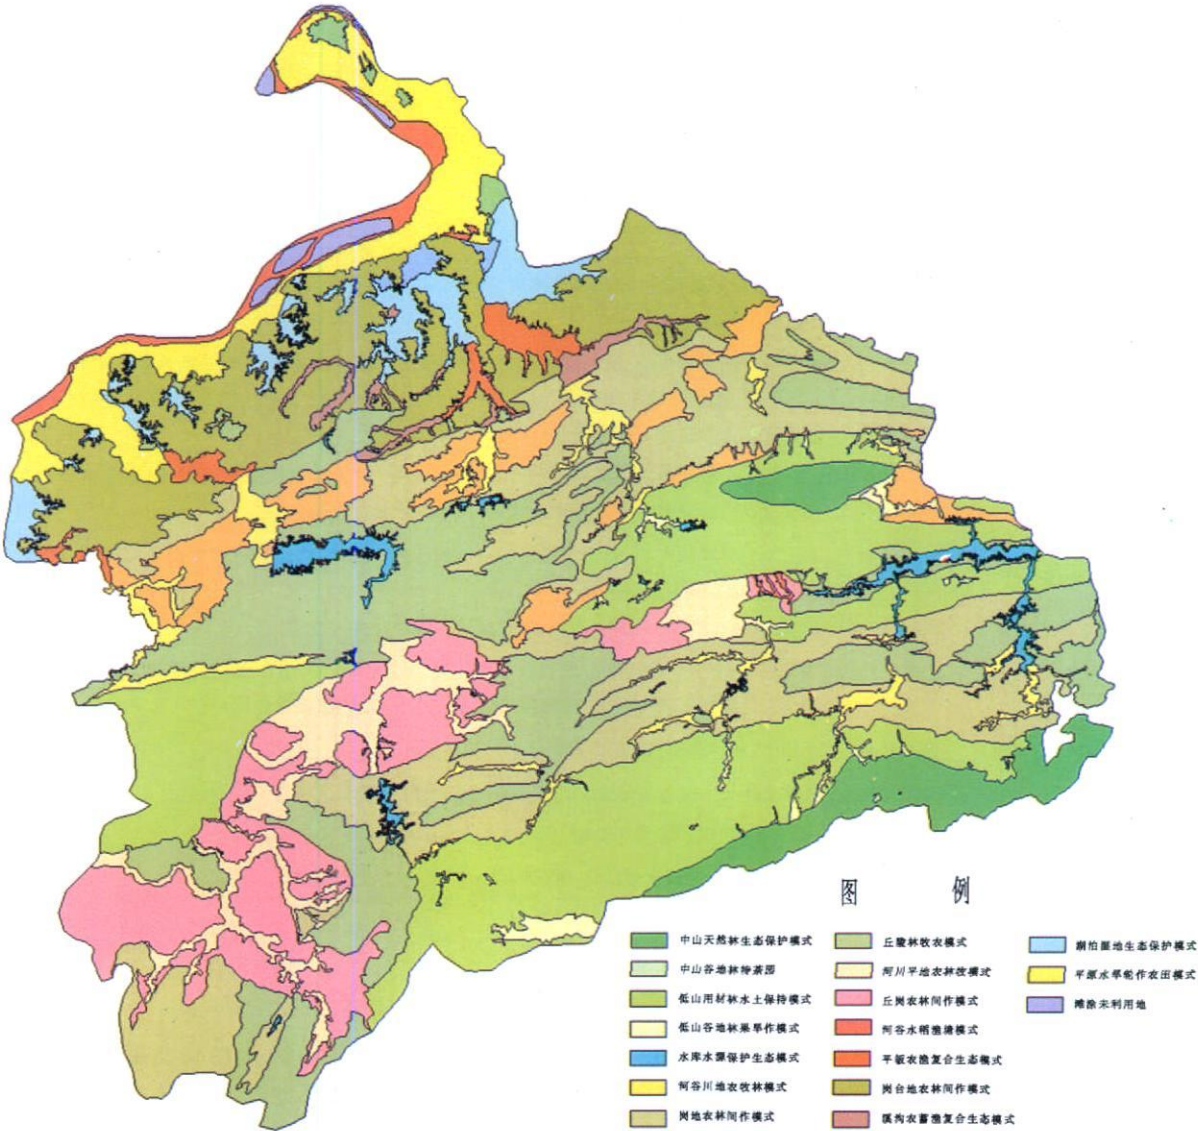 图 例
中山天然林生态保护模式
中山谷地林特茶园
低山用材林水土保持模式
低山谷地林果旱作模式
水库水源保护生态模式
河谷川地农牧林模式
岗地农林间作模式
丘陵林牧农模式
河川平地农林牧模式
丘岗农林间作模式
河谷水稻渔塘模式
平畈农渔复合生态模式
岗台地农林间作模式
溪沟农蓄渔复合生态模式
湖泊湿地生态保护模式
平原水旱轮作农田模式
滩涂未利用地